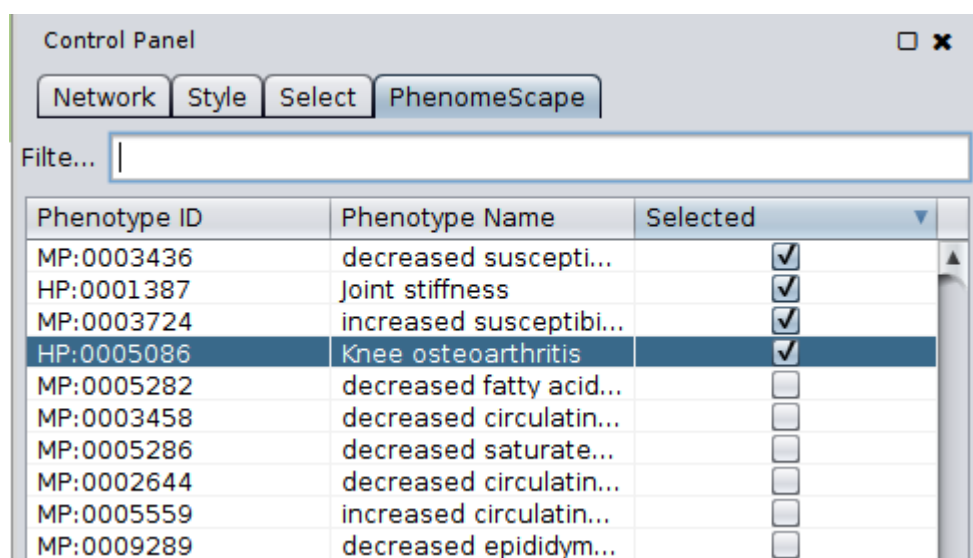 Control Panel
Network Style Select PhenomeScape
Filte...
Phenotype ID Phenotype Name Selected
MP:0003436 decreased suscepti...
HP:0001387 Joint stiffness
MP:0003724 increased susceptibi...
HP:0005086 Knee osteoarthritis
MP:0005282 decreased fatty acid...
MP:0003458 decreased circulatin...
MP:0005286 decreased saturate...
MP:0002644 decreased circulatin...
MP:0005559 increased circulatin...
MP:0009289 decreased epididym...